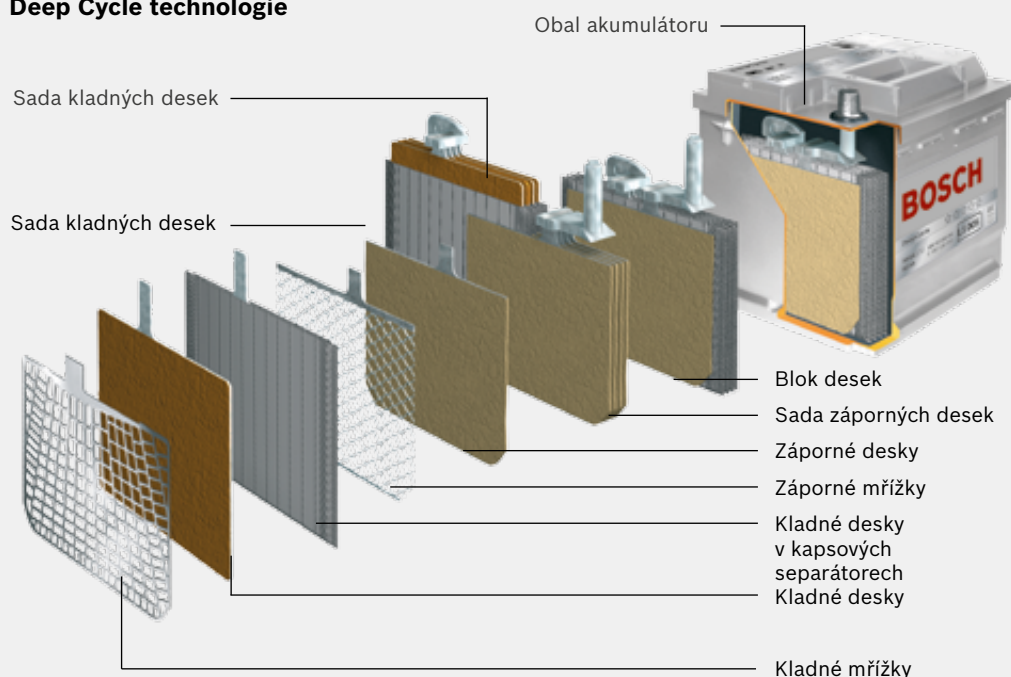 Deep Cycle technologie
Obal akumulátoru
Sada kladných desek
Sada kladných desek
BOSCH
Blok desek
Sada záporných desek
Záporné desky
Záporné mřížky
Kladné desky
v kapsových
separátorech
Kladné desky
Kladné mřížky